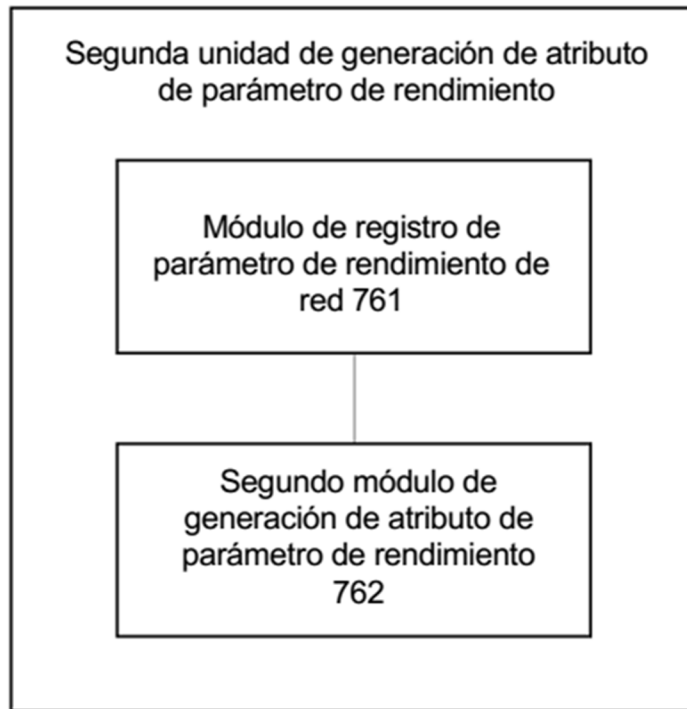 Segunda unidad de generación de atributo
de parámetro de rendimiento
Módulo de registro de
parámetro de rendimiento de
red 761
Segundo módulo de
generación de atributo de
parámetro de rendimiento
762